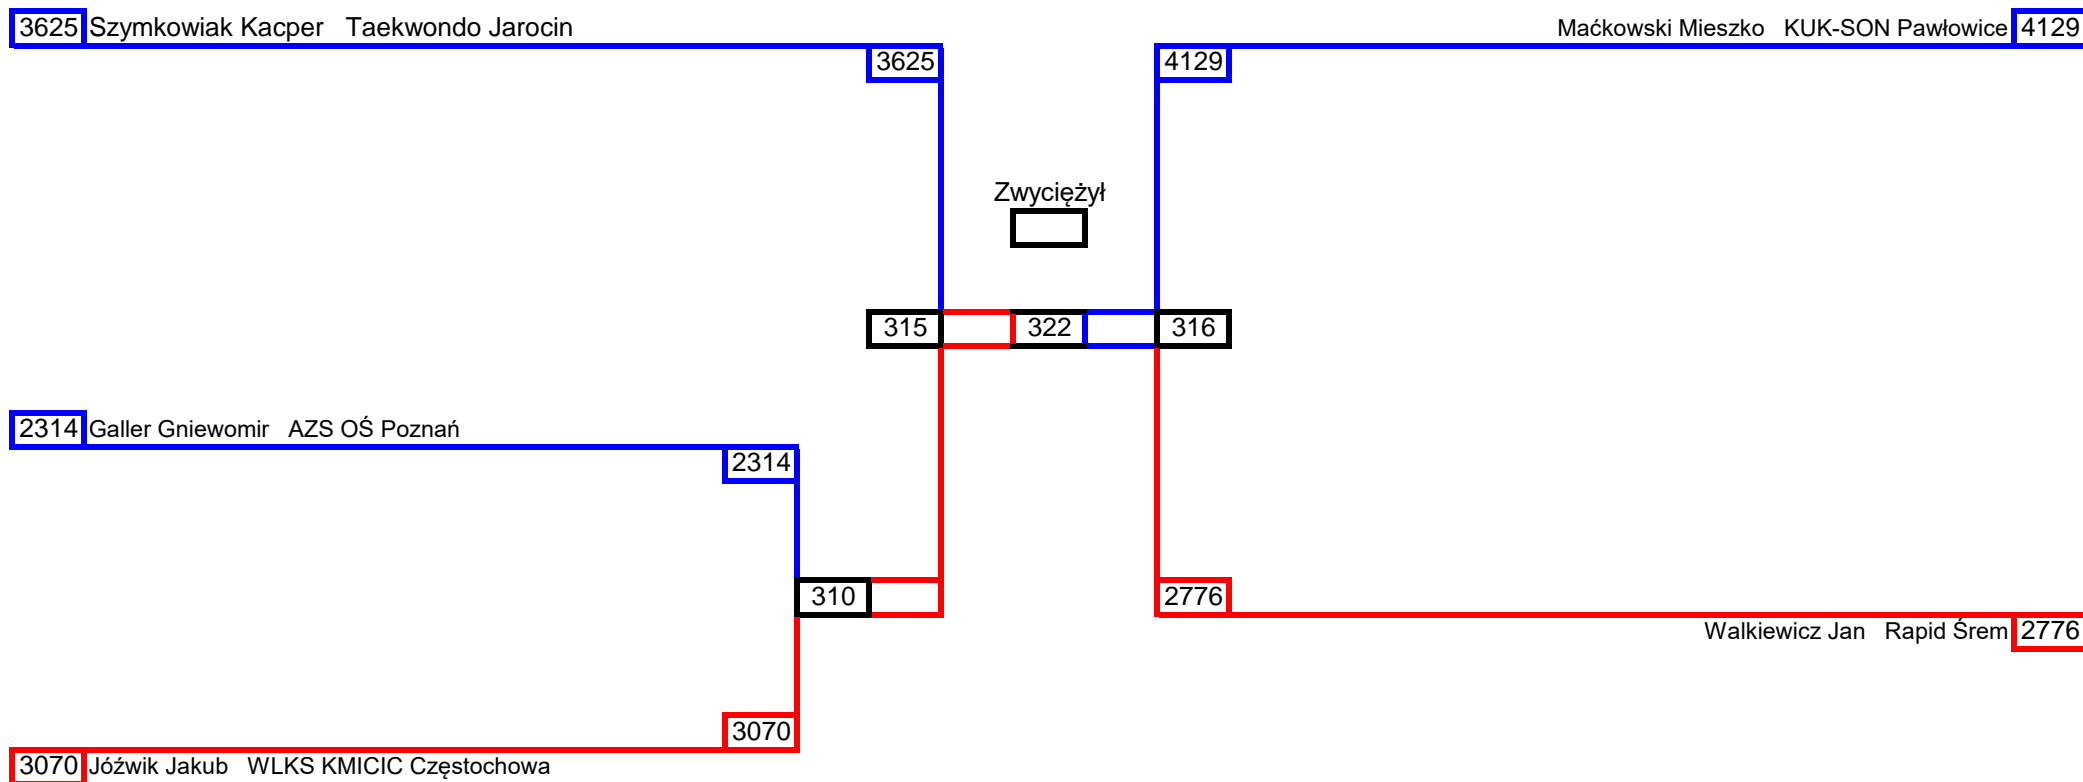 3625 Szymkowiak Kacper Taekwondo Jarocin
Maćkowski Mieszko KUK-SON Pawłowice 4129
3625
4129
Zwyciężył
315
322
316
2314 Galler Gniewomir AZS OŚ Poznań
2314
310
2776
Walkiewicz Jan Rapid Śrem 2776
3070
3070 Jóźwik Jakub WLKS KMICIC Częstochowa